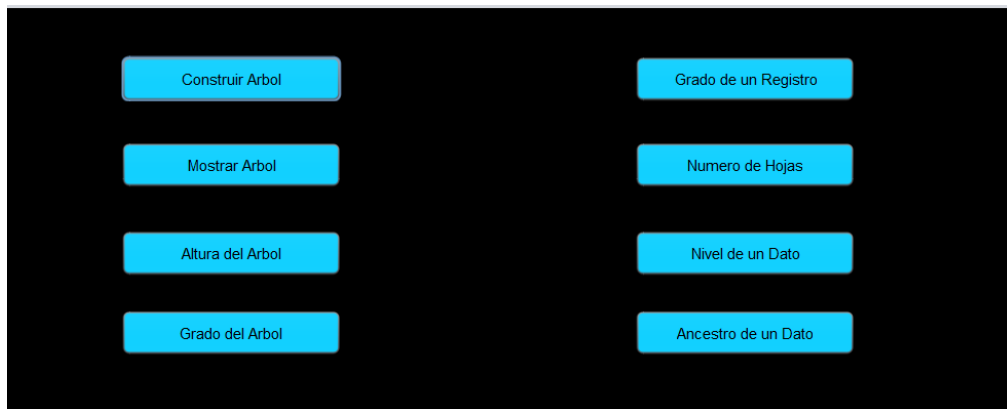 Construir Arbol
Mostrar Arbol
Altura del Arbol
Grado del Arbol
Grado de un Registro
Numero de Hojas
Nivel de un Dato
Ancestro de un Dato